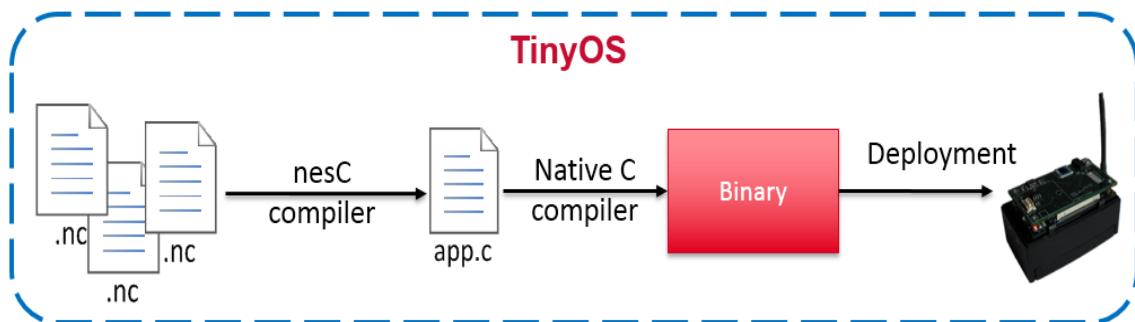 TinyOS
.nc
.nc
.nc
nesC
compiler
app.c
Native C
compiler
Binary
Deployment